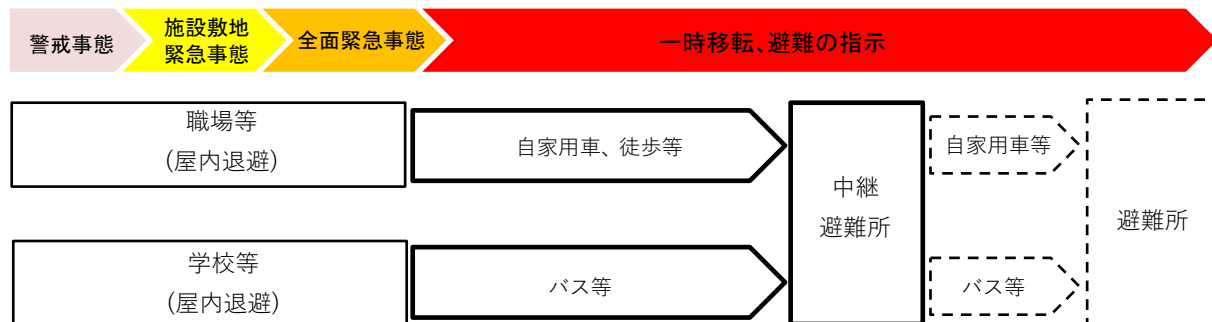 警戒事態
施設敷地
緊急事態
全面緊急事態
一時移転、避難の指示
職場等
(屋内退避)
自家用車、徒歩等
中継
避難所
自家用車等
避難所
学校等
(屋内退避)
バス等
バス等